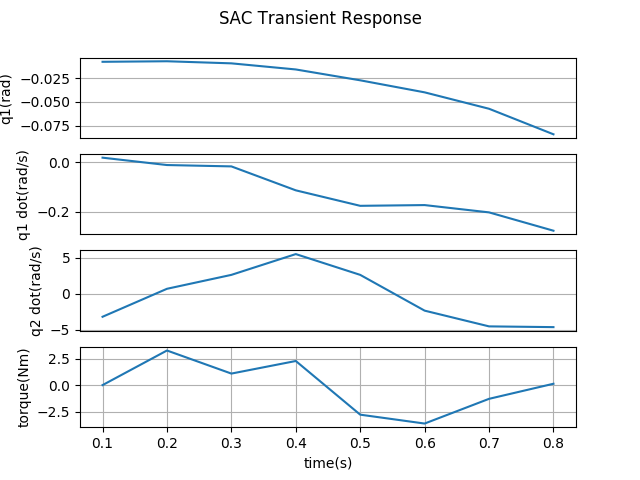 SAC Transient Response
q1(rad)
−0.025
−0.050
−0.075
q1 dot(rad/s)
0.0
−0.2
q2 dot(rad/s)
5
0
−5
torque(Nm)
2.5
0.0
−2.5
0.1 0.2 0.3 0.4 0.5 0.6 0.7 0.8
time(s)